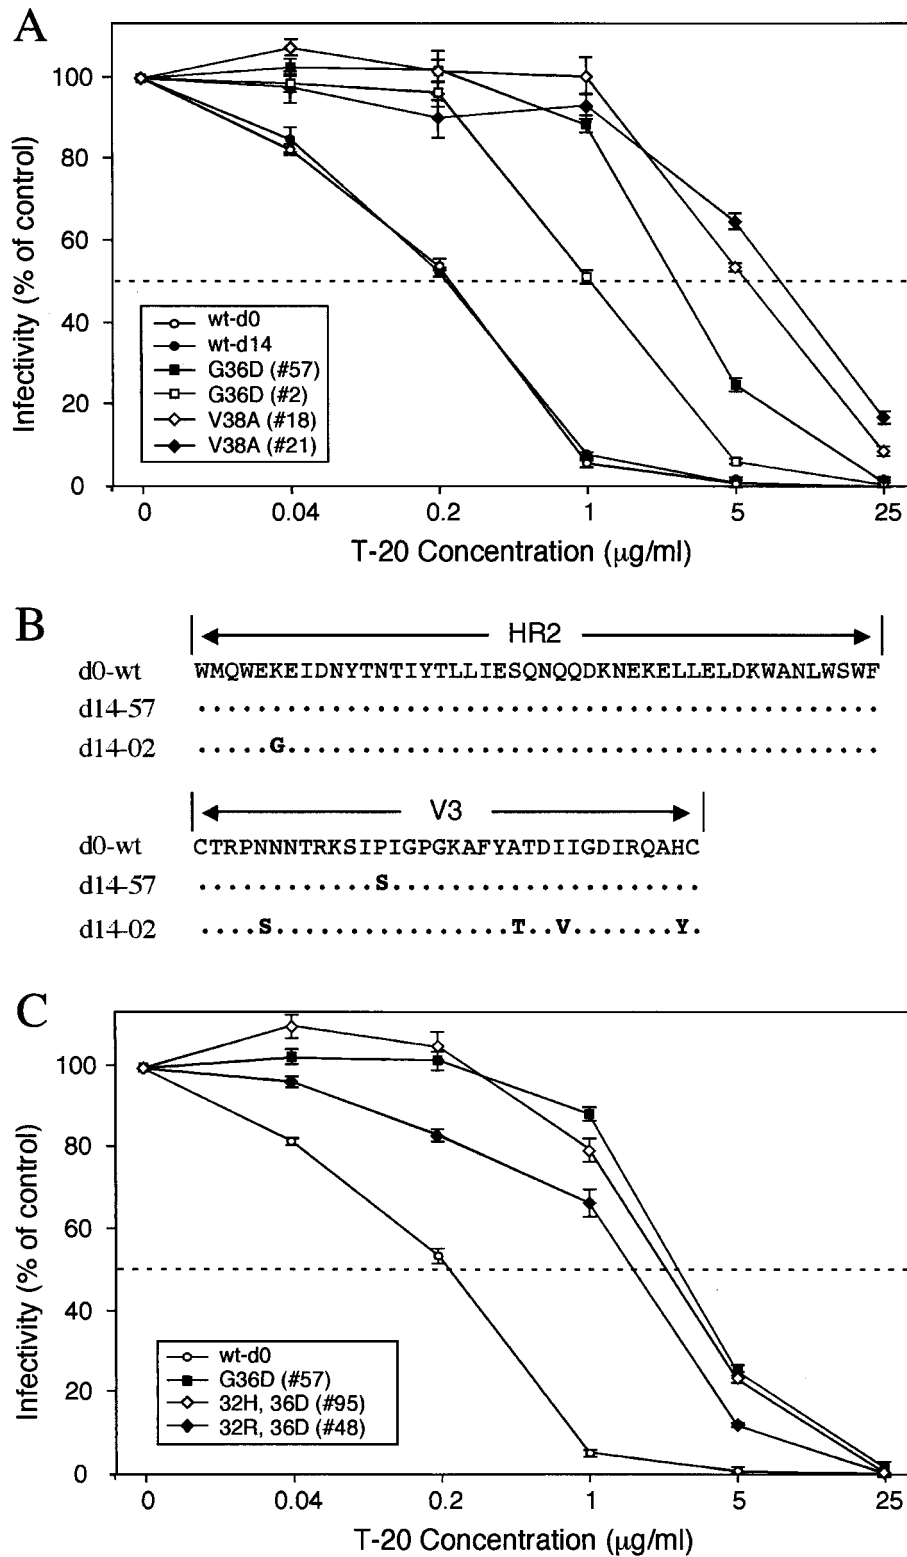 A
Infectivity (% of control)
100
80
60
40
20
0
wt-d0
wt-d14
G36D (#57)
G36D (#2)
V38A (#18)
V38A (#21)
0 0.04 0.2 1 5 25
T-20 Concentration (μg/ml)
B
HR2
d0-wt WMQWEKEIDNYTNTIYTLLIESQNQQDKNEKELLELDKWANLWSWF
d14-57 ..............................................
d14-02 .....G........................................
V3
d0-wt CTRPNNNTRKSIPIGPGKAFYATDIIGDIRQAHC
d14-57 ............S.....................
d14-02 ....S................T..V.......Y.
C
Infectivity (% of control)
100
80
60
40
20
0
wt-d0
G36D (#57)
32H, 36D (#95)
32R, 36D (#48)
0 0.04 0.2 1 5 25
T-20 Concentration (μg/ml)